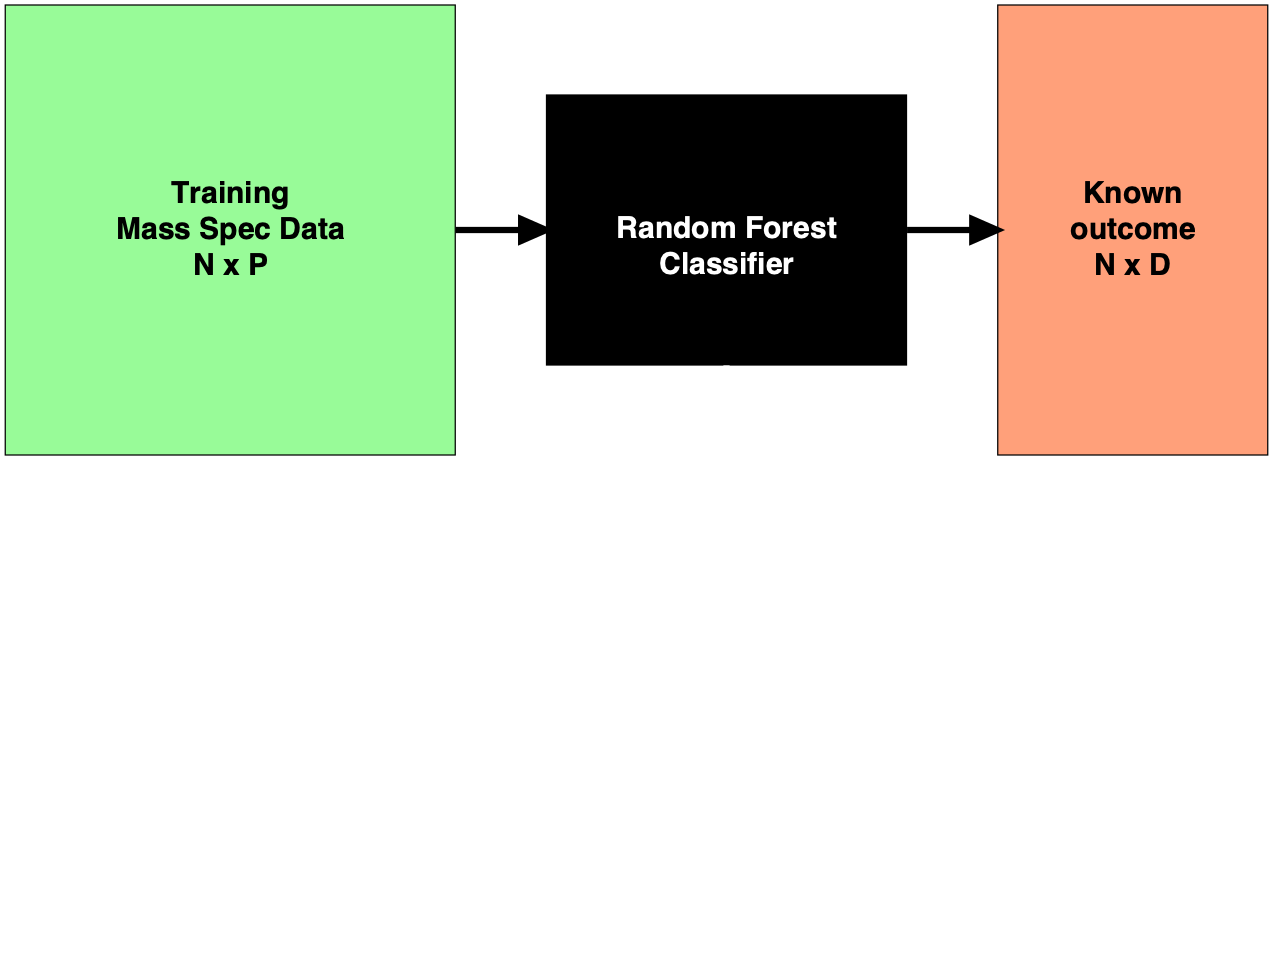 Training
Mass Spec Data
N x P
Random Forest
Classifier
Known
outcome
N x D